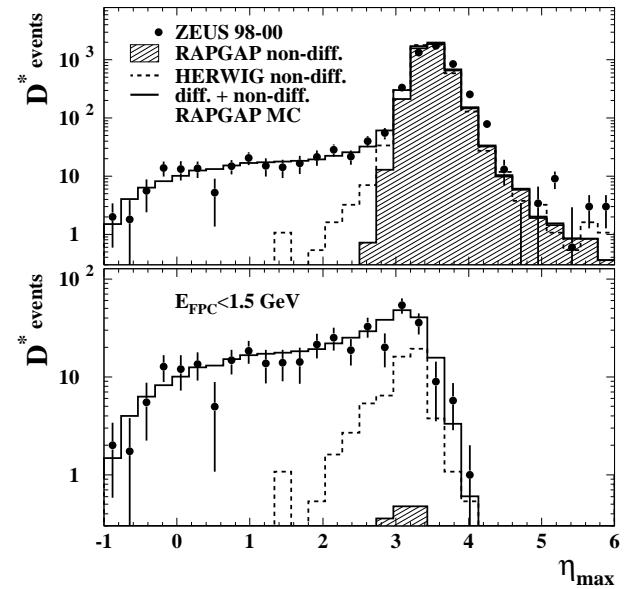 D* events
ZEUS 98-00
RAPGAP non-diff.
HERWIG non-diff.
diff. + non-diff.
RAPGAP MC
10^3
10^2
10
1
D* events
E_FPC<1.5 GeV
10^2
10
1
-1 0 1 2 3 4 5 6
η_max